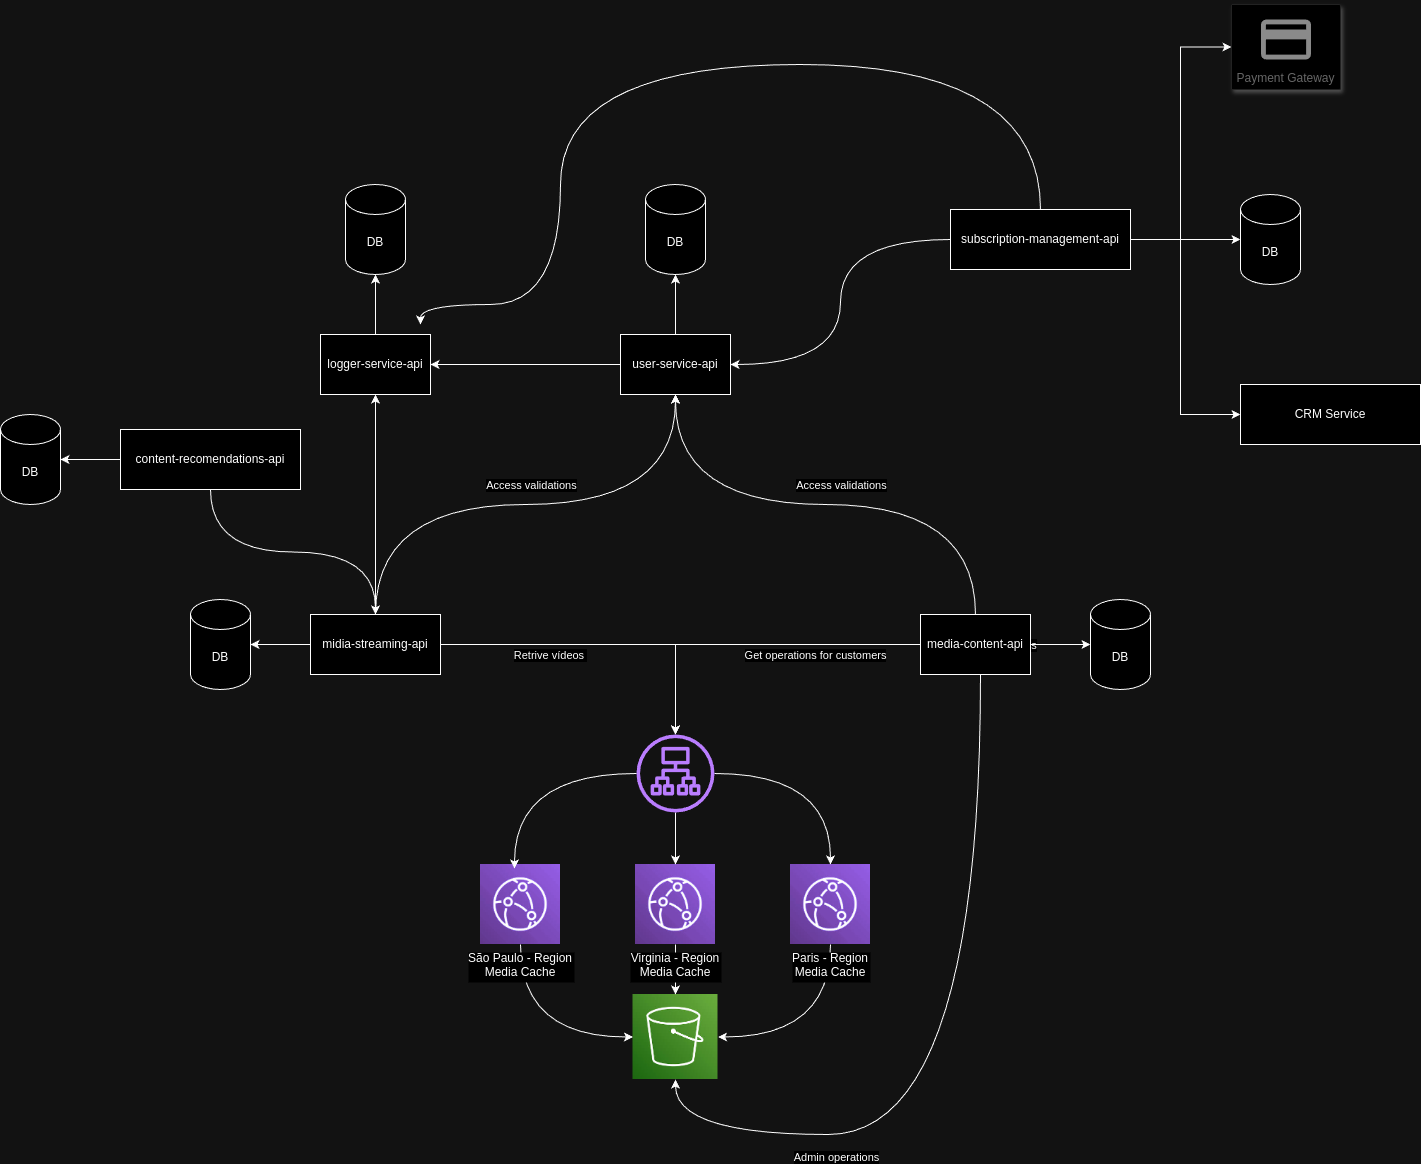 Payment Gateway
DB
DB
subscription-management-api
DB
logger-service-api
user-service-api
CRM Service
content-recomendations-api
DB
Access validations
Access validations
DB
midia-streaming-api
Retrive vídeos
Get operations for customers
media-content-api
s
DB
São Paulo - Region
Media Cache
Virginia - Region
Media Cache
Paris - Region
Media Cache
Admin operations